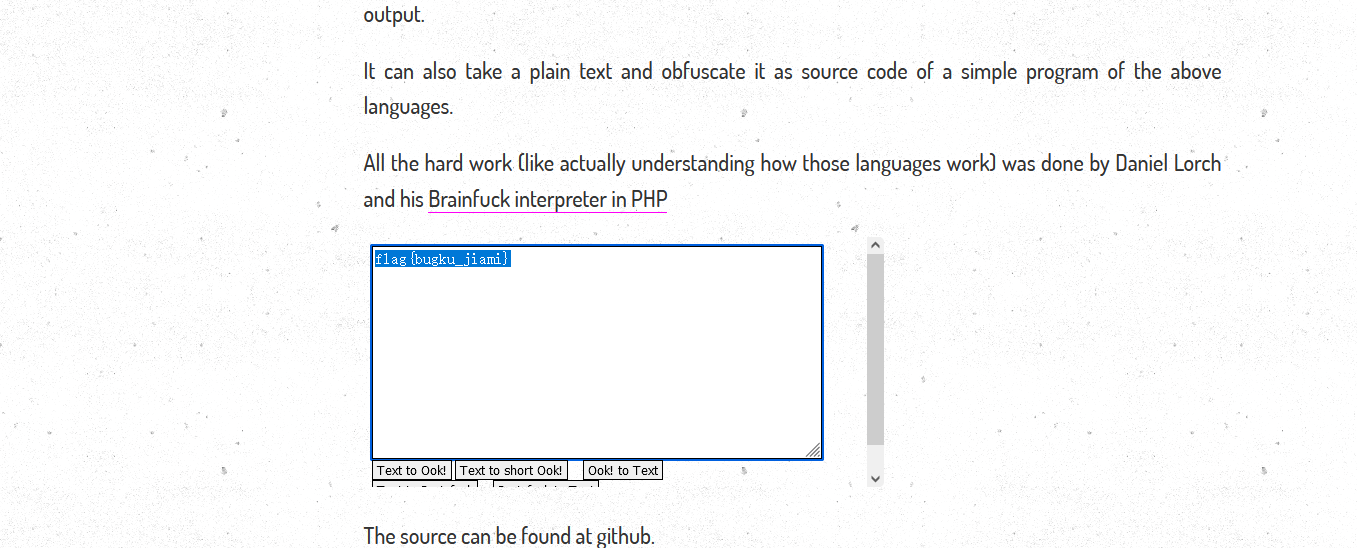 output.
It can also take a plain text and obfuscate it as source code of a simple program of the above
languages.
All the hard work (like actually understanding how those languages work) was done by Daniel Lorch
and his Brainfuck interpreter in PHP
flag{bugku_jiami}
Text to Ook! Text to short Ook! Ook! to Text
The source can be found at github.